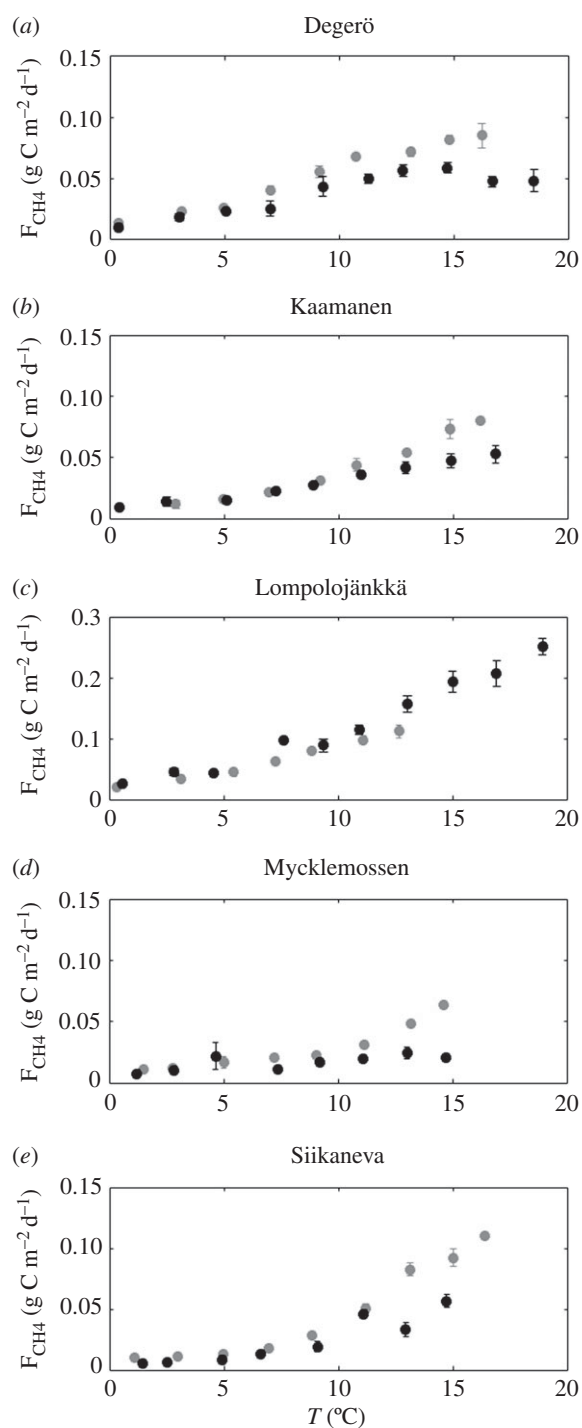 (a) Degerö
0.15
0.10
0.05
0
F_CH4 (g C m⁻² d⁻¹)
0 5 10 15 20
(b) Kaamanen
0.15
0.10
0.05
0
F_CH4 (g C m⁻² d⁻¹)
0 5 10 15 20
(c) Lompolojänkkä
0.3
0.2
0.1
0
F_CH4 (g C m⁻² d⁻¹)
0 5 10 15 20
(d) Mycklemossen
0.15
0.10
0.05
0
F_CH4 (g C m⁻² d⁻¹)
0 5 10 15 20
(e) Siikaneva
0.15
0.10
0.05
0
F_CH4 (g C m⁻² d⁻¹)
0 5 10 15 20
T (ºC)